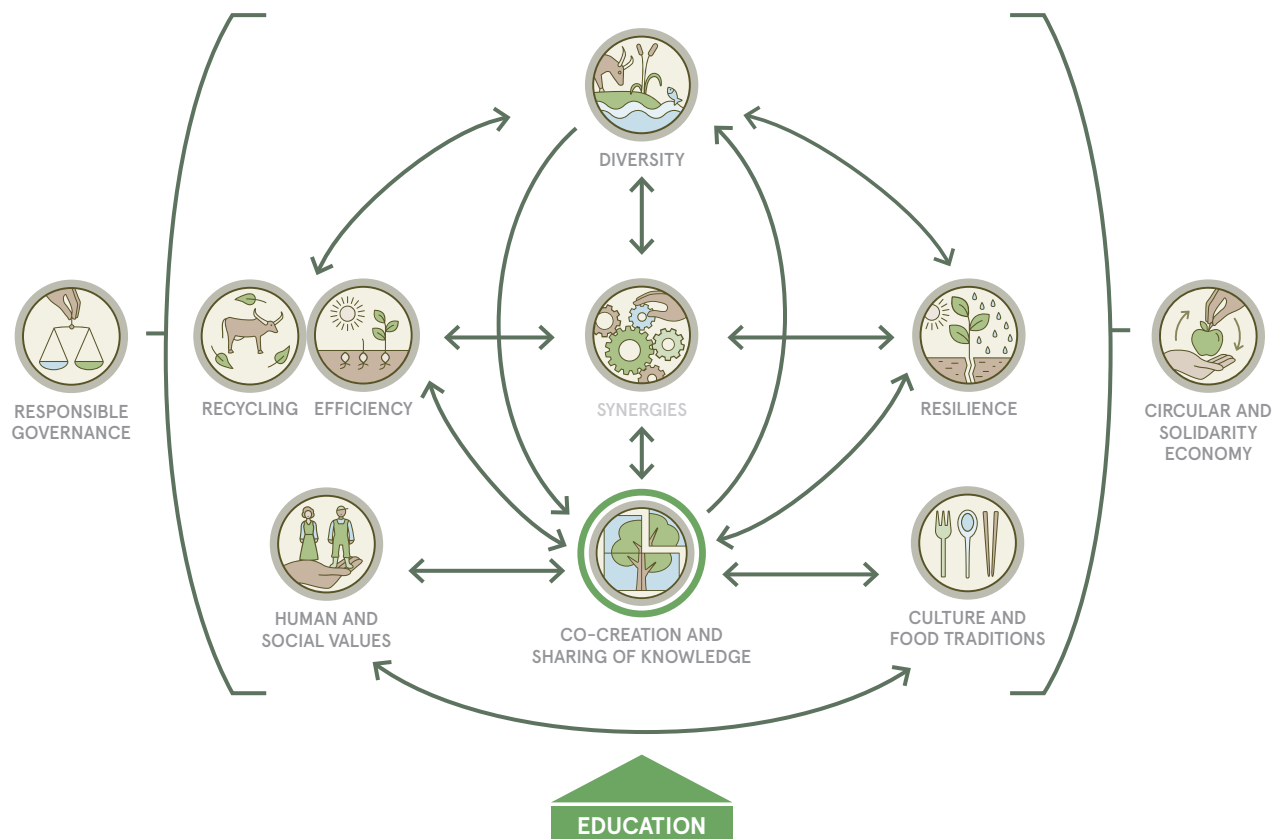 DIVERSITY
RESPONSIBLE
GOVERNANCE
RECYCLING
EFFICIENCY
SYNERGIES
RESILIENCE
CIRCULAR AND
SOLIDARITY
ECONOMY
HUMAN AND
SOCIAL VALUES
CO-CREATION AND
SHARING OF KNOWLEDGE
CULTURE AND
FOOD TRADITIONS
EDUCATION